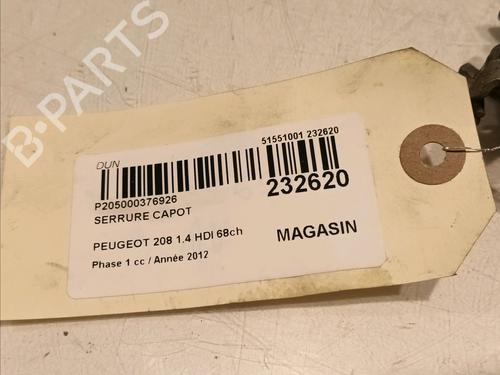 B-PARTS
DUN
51551001 232620
P205000376926
232620
SERRURE CAPOT
PEUGEOT 208 1.4 HDI 68ch
MAGASIN
Phase 1 cc / Année 2012